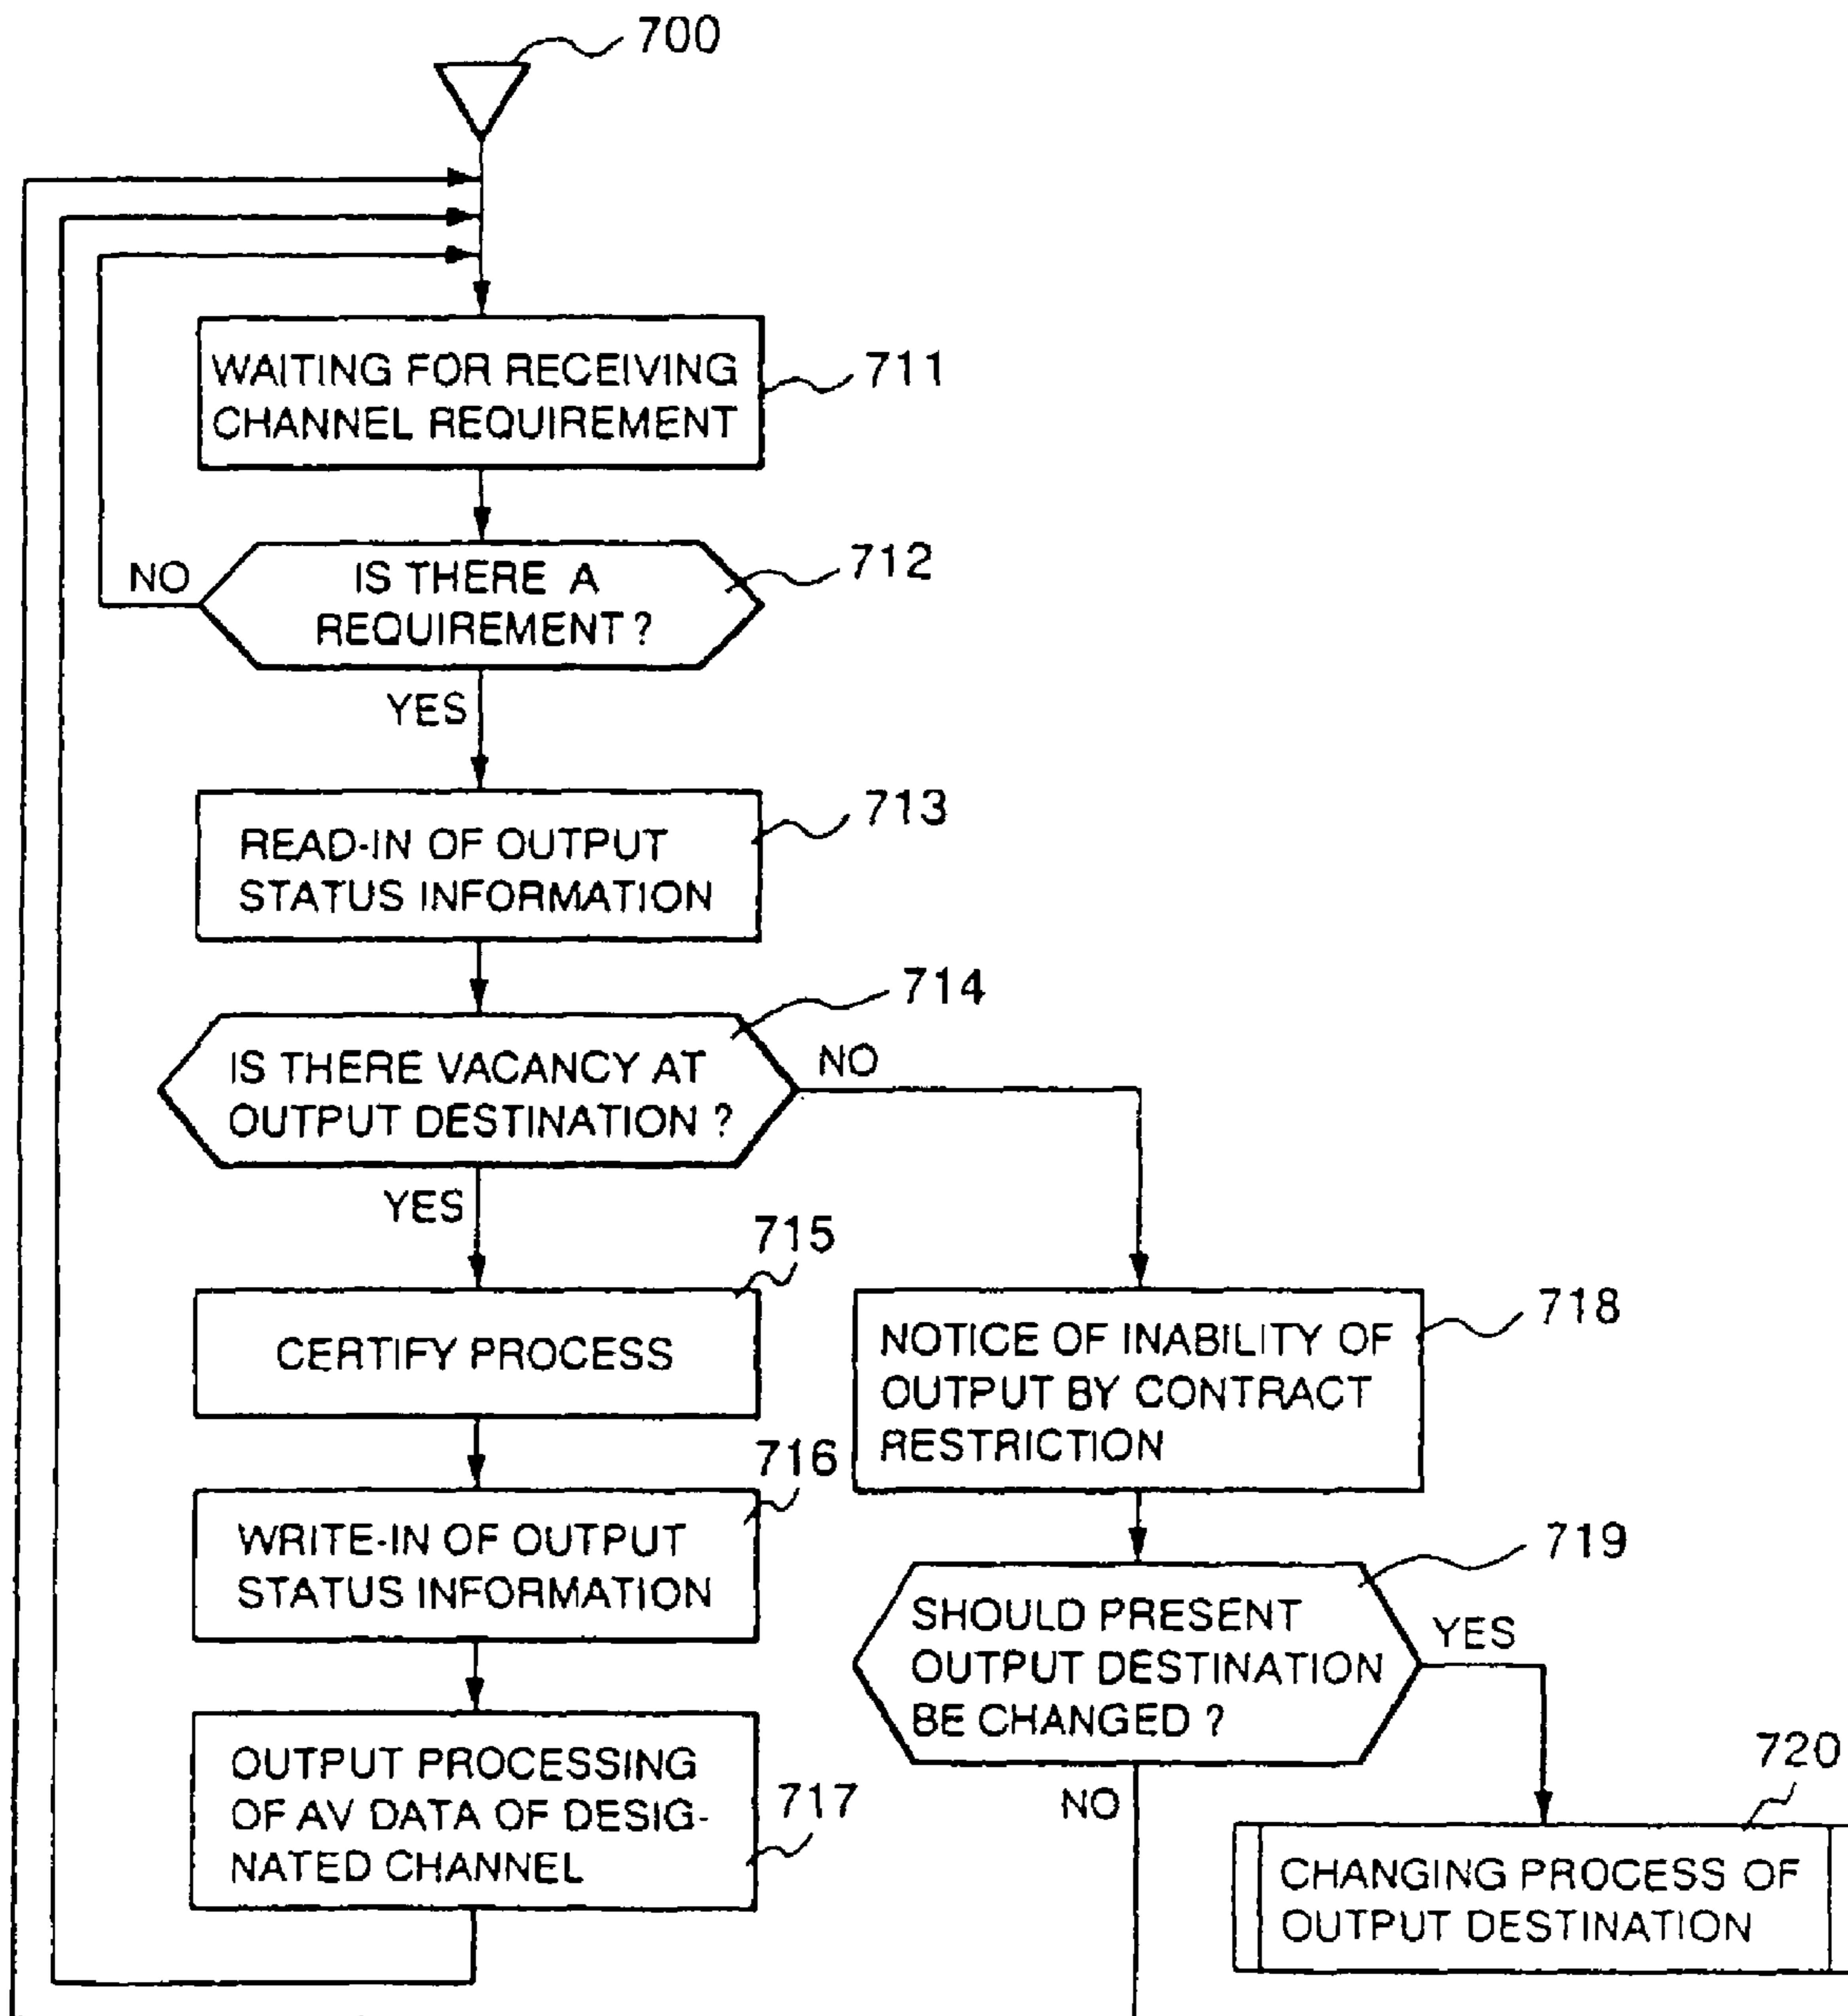 700
WAITING FOR RECEIVING
CHANNEL REQUIREMENT
711
IS THERE A
REQUIREMENT ?
712
NO
YES
READ-IN OF OUTPUT
STATUS INFORMATION
713
IS THERE VACANCY AT
OUTPUT DESTINATION ?
714
NO
YES
CERTIFY PROCESS
715
WRITE-IN OF OUTPUT
STATUS INFORMATION
716
OUTPUT PROCESSING
OF AV DATA OF DESIG-
NATED CHANNEL
717
NOTICE OF INABILITY OF
OUTPUT BY CONTRACT
RESTRICTION
718
SHOULD PRESENT
OUTPUT DESTINATION
BE CHANGED ?
719
YES
NO
CHANGING PROCESS OF
OUTPUT DESTINATION
720